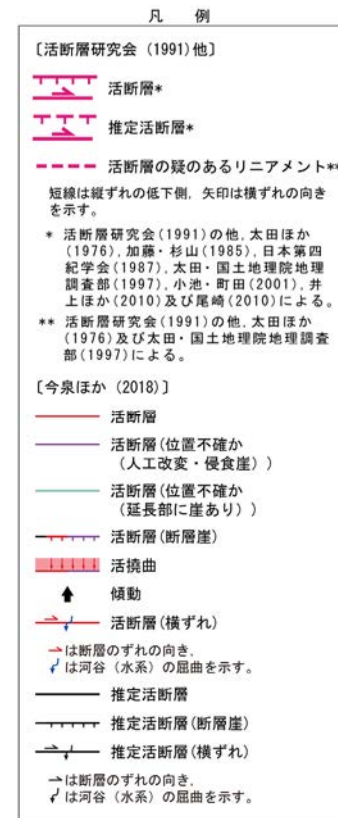 凡 例
〔活断層研究会 (1991)他〕
活断層*
推定活断層*
活断層の疑のあるリニアメント**
短線は縦ずれの低下側, 矢印は横ずれの向き
を示す。
* 活断層研究会(1991)の他, 太田ほか
(1976), 加藤・杉山(1985), 日本第四
紀学会(1987), 太田・国土地理院地理
調査部(1997), 小池・町田(2001), 井
上ほか(2010)及び尾崎(2010)による。
** 活断層研究会(1991)の他, 太田ほか
(1976)及び太田・国土地理院地理調査
部(1997)による。
〔今泉ほか (2018)〕
活断層
活断層(位置不確か
(人工改変・侵食崖))
活断層(位置不確か
(延長部に崖あり))
活断層(断層崖)
活撓曲
傾動
活断層(横ずれ)
は断層のずれの向き,
は河谷(水系)の屈曲を示す。
推定活断層
推定活断層(断層崖)
推定活断層(横ずれ)
は断層のずれの向き,
は河谷(水系)の屈曲を示す。